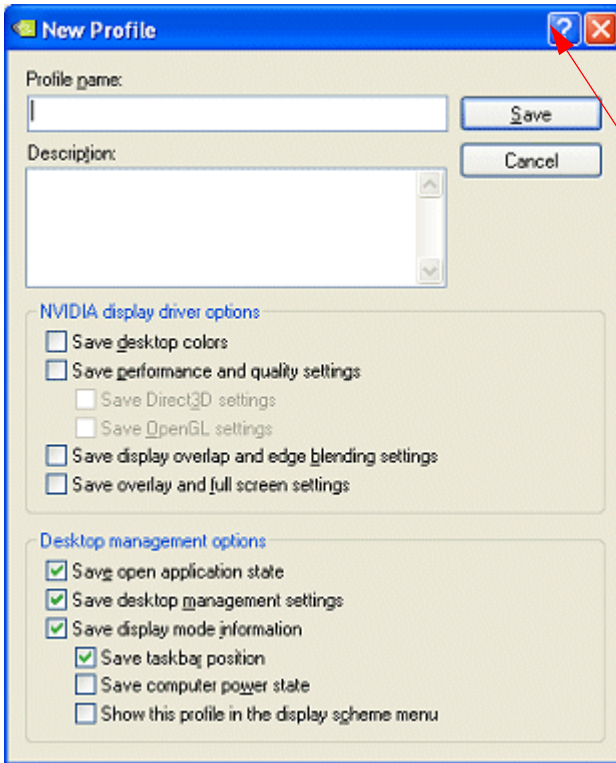 New Profile
?
Profile name:
Save
Description:
Cancel
NVIDIA display driver options
Save desktop colors
Save performance and quality settings
Save Direct3D settings
Save OpenGL settings
Save display overlap and edge blending settings
Save overlay and full screen settings
Desktop management options
Save open application state
Save desktop management settings
Save display mode information
Save taskbar position
Save computer power state
Show this profile in the display scheme menu